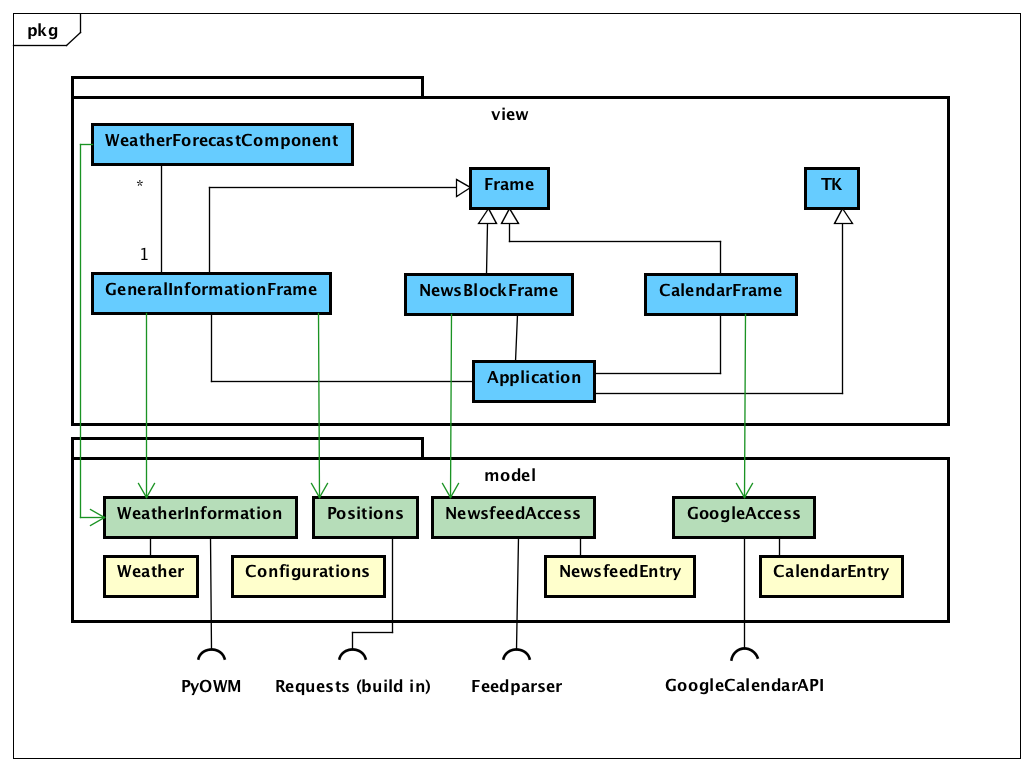 pkg
view
WeatherForecastComponent
*
Frame
TK
1
GeneralInformationFrame
NewsBlockFrame
CalendarFrame
Application
model
WeatherInformation
Positions
NewsfeedAccess
GoogleAccess
Weather
Configurations
NewsfeedEntry
CalendarEntry
PyOWM
Requests (build in)
Feedparser
GoogleCalendarAPI